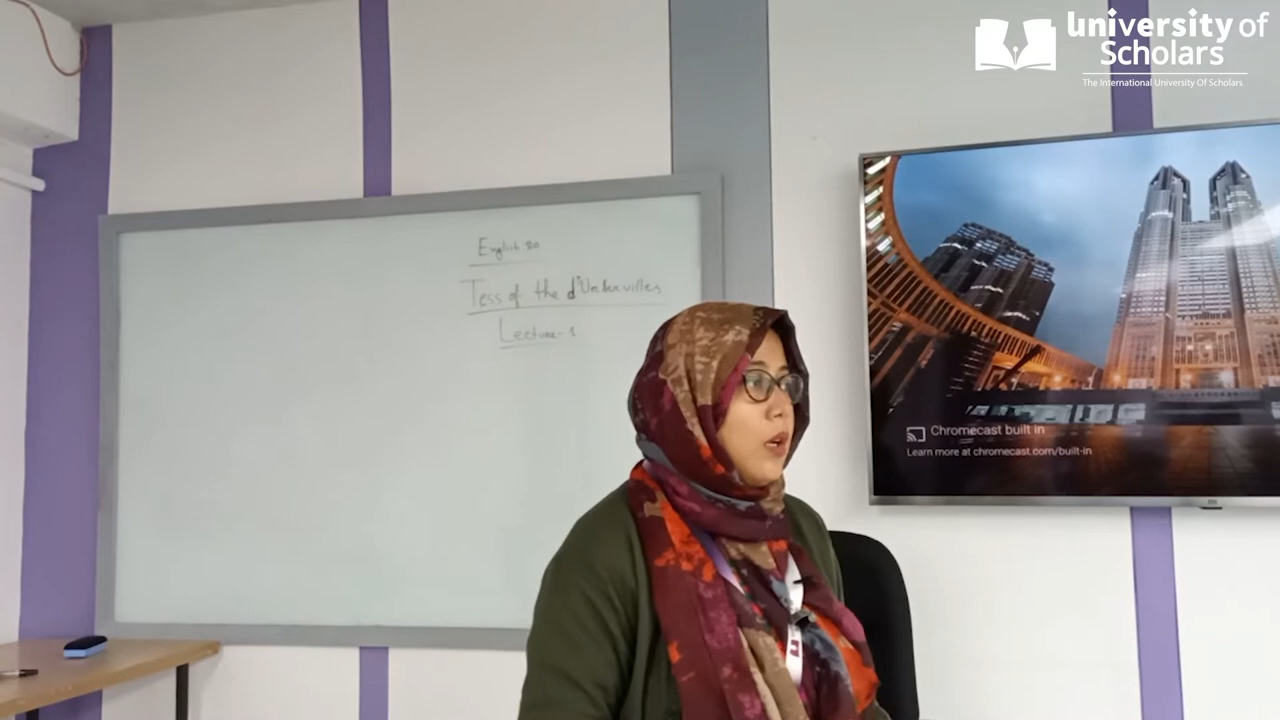 University of
Scholars
The International University Of Scholars
English
Tess of the d'Urbervilles
Lecture-1
Chromecast built in
Learn more at chromecast.com/built-in